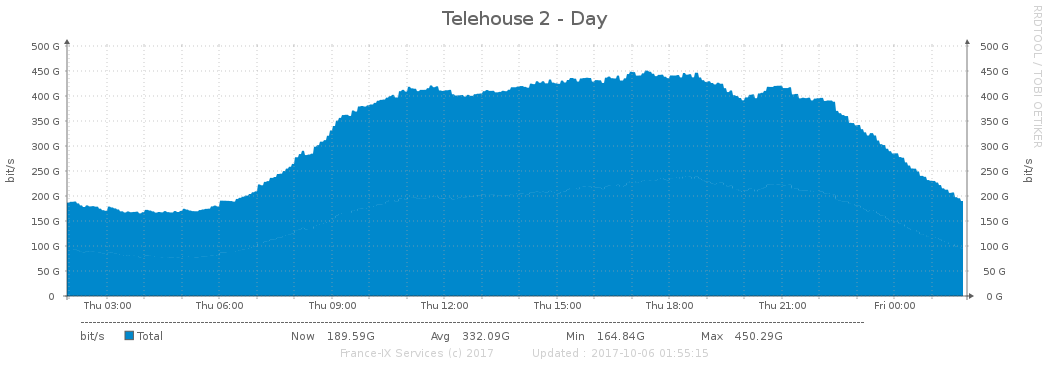 Telehouse 2 - Day
RRDTOOL / TOBI OETIKER
bit/s
bit/s
500 G 500 G
450 G 450 G
400 G 400 G
350 G 350 G
300 G 300 G
250 G 250 G
200 G 200 G
150 G 150 G
100 G 100 G
50 G 50 G
0 0 G
Thu 03:00 Thu 06:00 Thu 09:00 Thu 12:00 Thu 15:00 Thu 18:00 Thu 21:00 Fri 00:00
bit/s Total Now 189.59G Avg 332.09G Min 164.84G Max 450.29G
France-IX Services (c) 2017 Updated : 2017-10-06 01:55:15